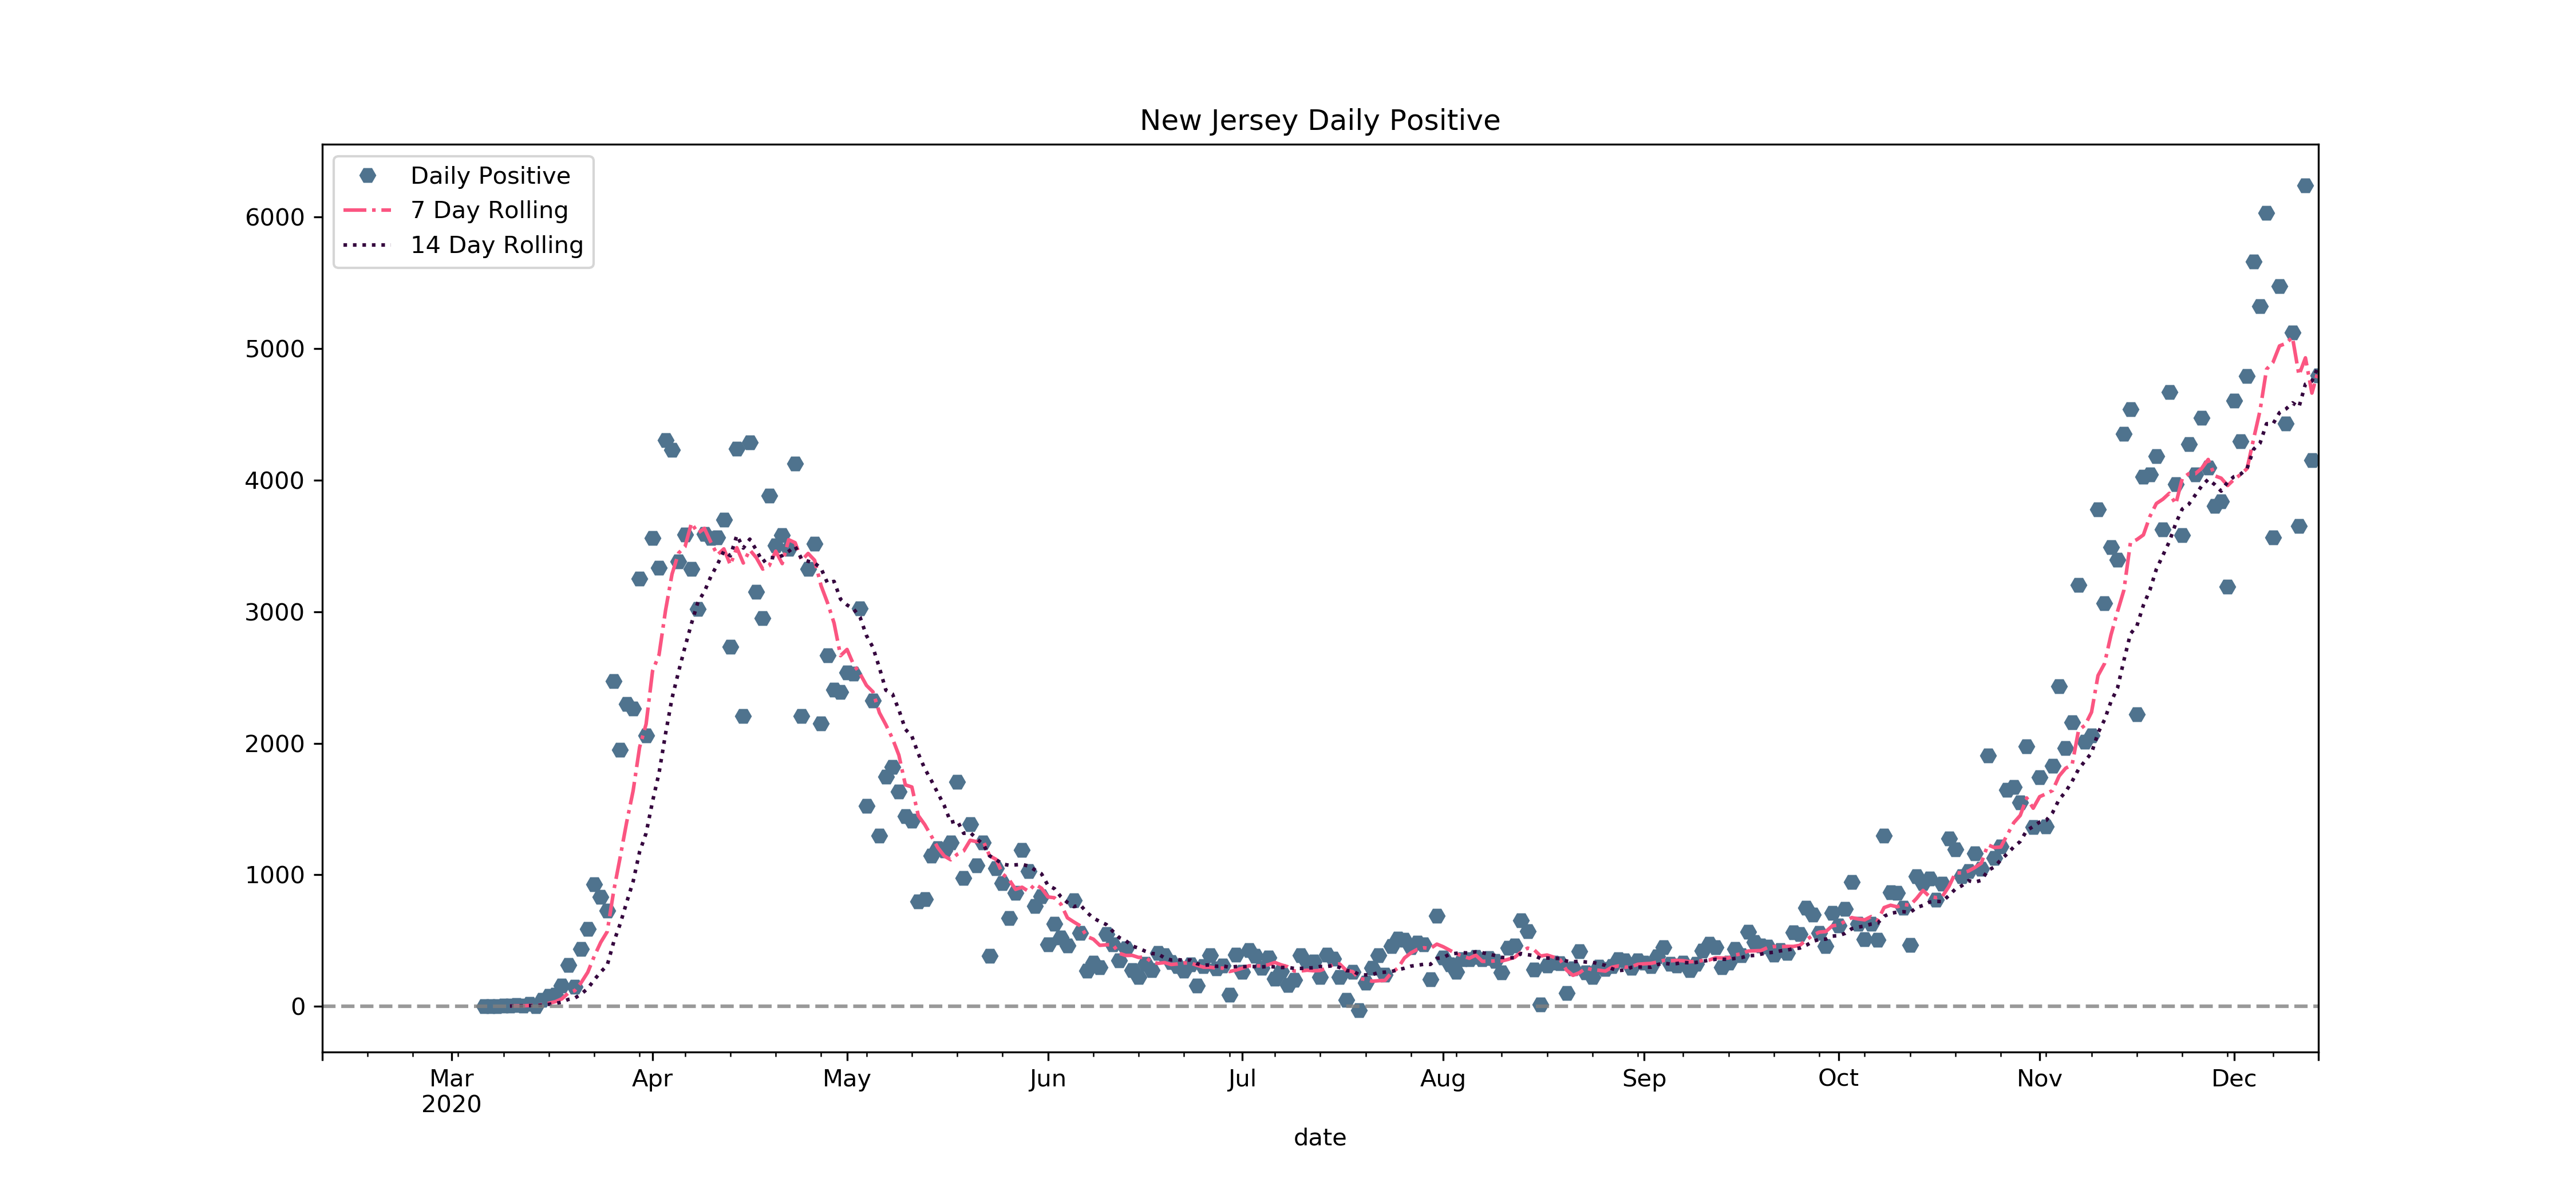 New Jersey Daily Positive
Daily Positive
7 Day Rolling
14 Day Rolling
6000
5000
4000
3000
2000
1000
0
Mar Apr May Jun Jul Aug Sep Oct Nov Dec
2020
date